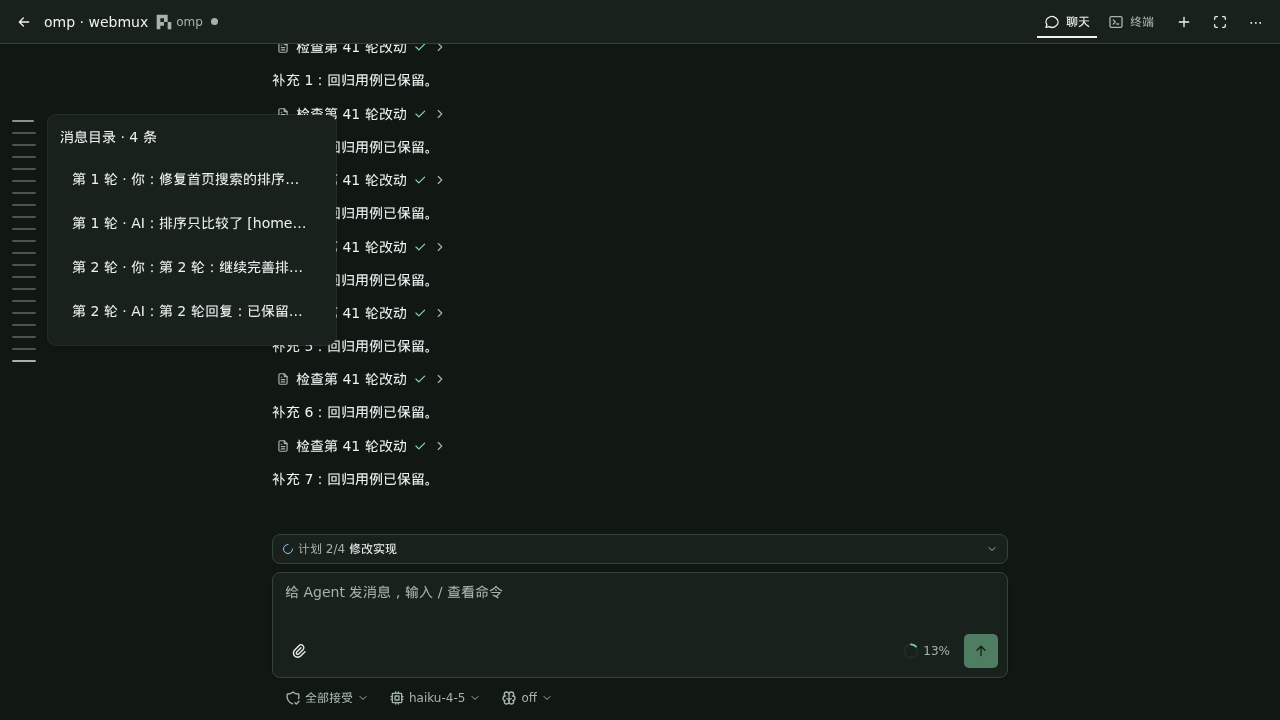 omp · webmux omp 聊天 终端
检查第 41 轮改动
补充 1：回归用例已保留。
检查第 41 轮改动
消息目录 · 4 条
回归用例已保留。
第 1 轮 · 你：修复首页搜索的排序…
41 轮改动
回归用例已保留。
第 1 轮 · AI：排序只比较了 [home…
41 轮改动
第 2 轮 · 你：第 2 轮：继续完善排…
回归用例已保留。
第 2 轮 · AI：第 2 轮回复：已保留…
41 轮改动
补充 5：回归用例已保留。
检查第 41 轮改动
补充 6：回归用例已保留。
检查第 41 轮改动
补充 7：回归用例已保留。
计划 2/4 修改实现
给 Agent 发消息，输入 / 查看命令
13%
全部接受 haiku-4-5 off